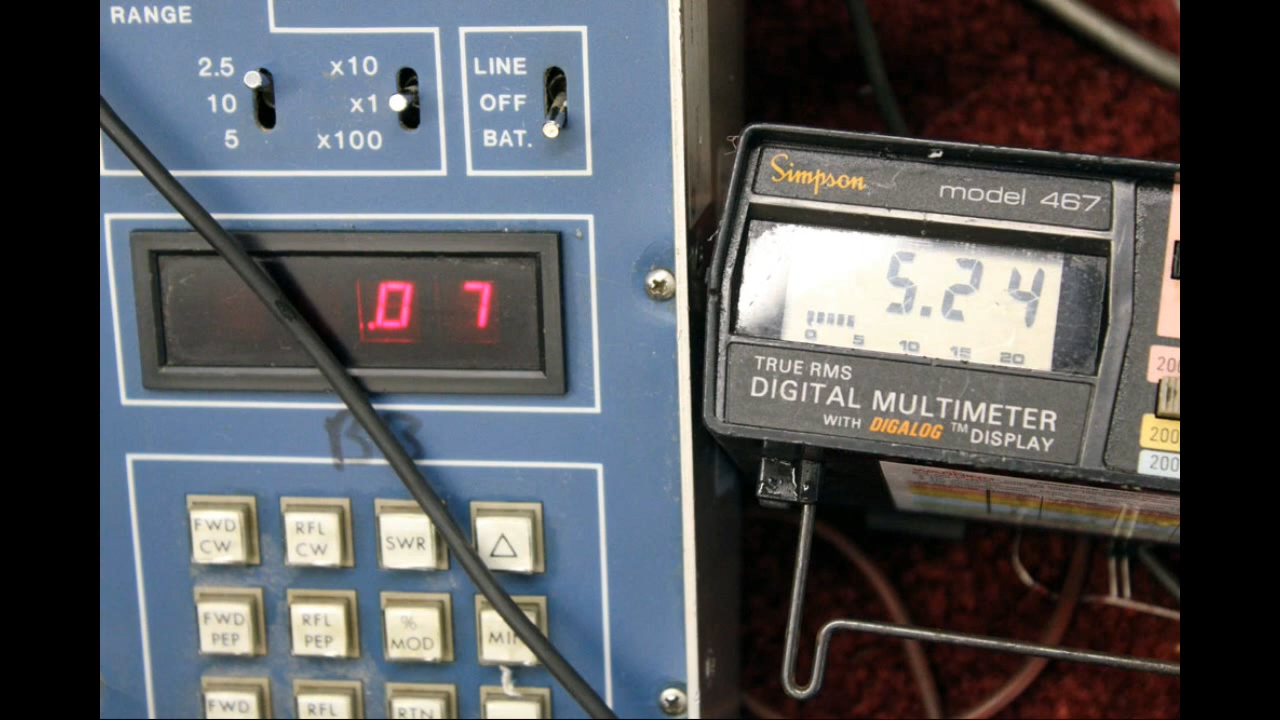 RANGE
2.5
10
5
x10
x1
x100
LINE
OFF
BAT.
.07
FWD
CW
RFL
CW
SWR
△
FWD
PEP
RFL
PEP
%
MOD
FWD
RFL
RTN
Simpson
model 467
5.24
0 5 10 15 20
TRUE RMS
DIGITAL MULTIMETER
WITH DIGALOG ™ DISPLAY
200
200